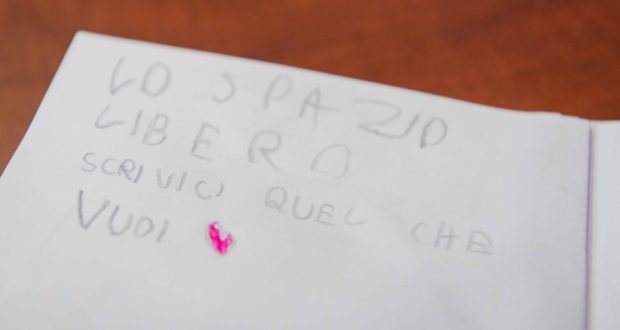 LO SPAZIO
LIBERO
SCRIVICI QUEL CHE
VUOI